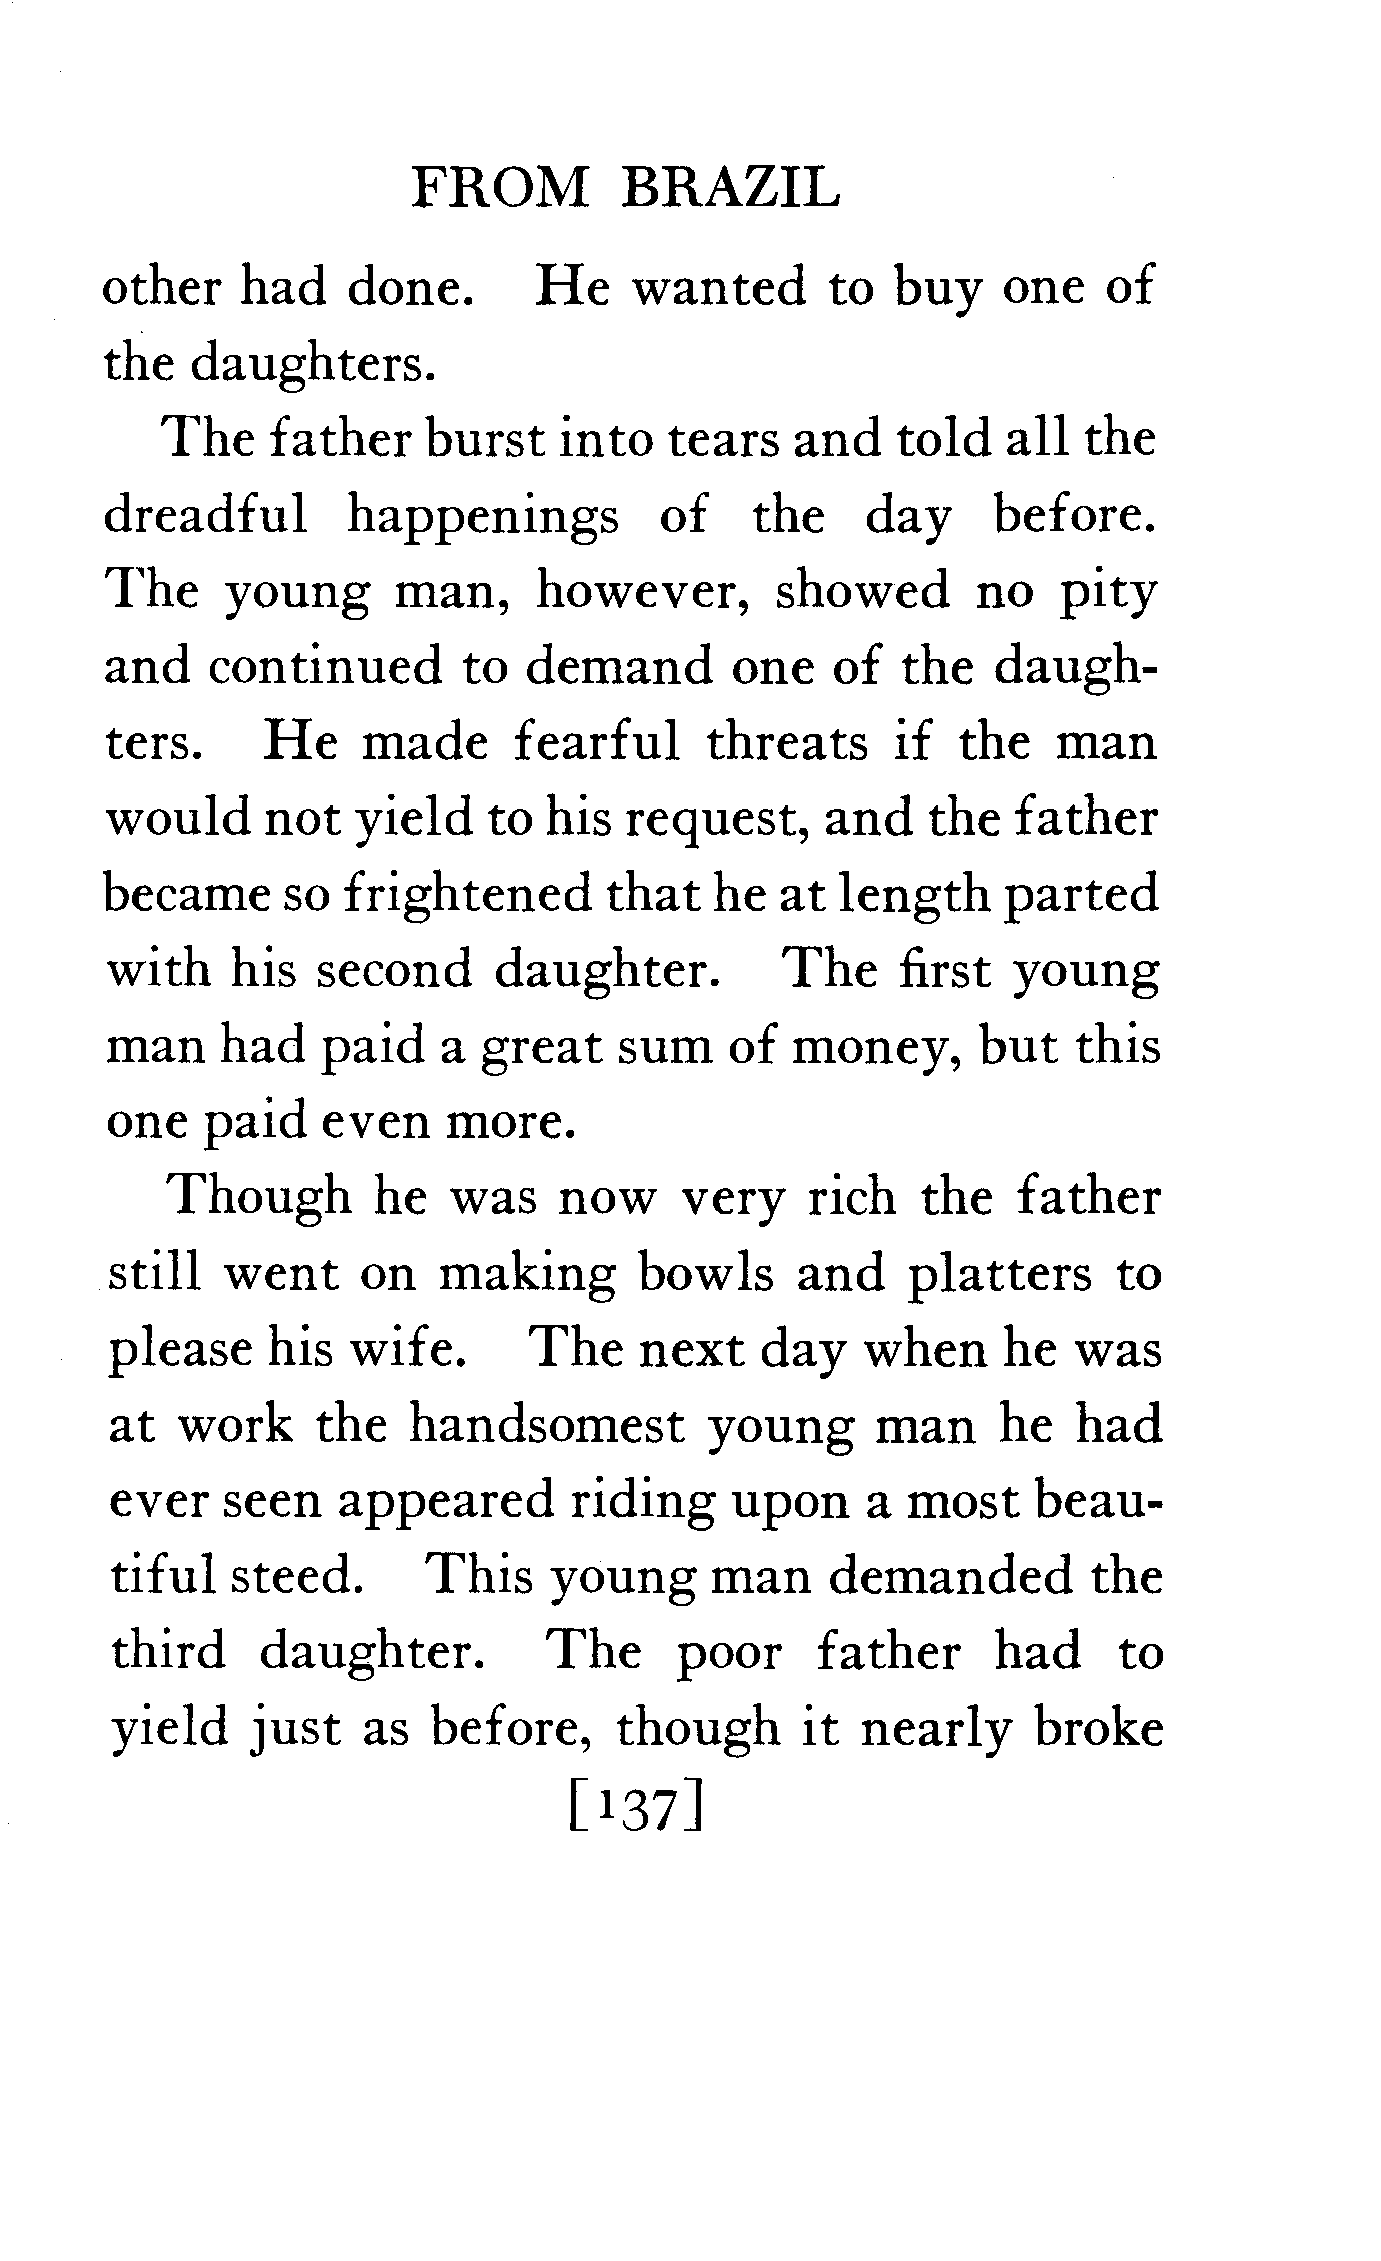 FROM BRAZIL
other had done. He wanted to buy one of
the daughters.
The father burst into tears and told all the
dreadful happenings of the day before.
The young man, however, showed no pity
and continued to demand one of the daugh-
ters. He made fearful threats if the man
would not yield to his request, and the father
became so frightened that he at length parted
with his second daughter. The first young
man had paid a great sum of money, but this
one paid even more.
Though he was now very rich the father
still went on making bowls and platters to
please his wife. The next day when he was
at work the handsomest young man he had
ever seen appeared riding upon a most beau-
tiful steed. This young man demanded the
third daughter. The poor father had to
yield just as before, though it nearly broke
[137]